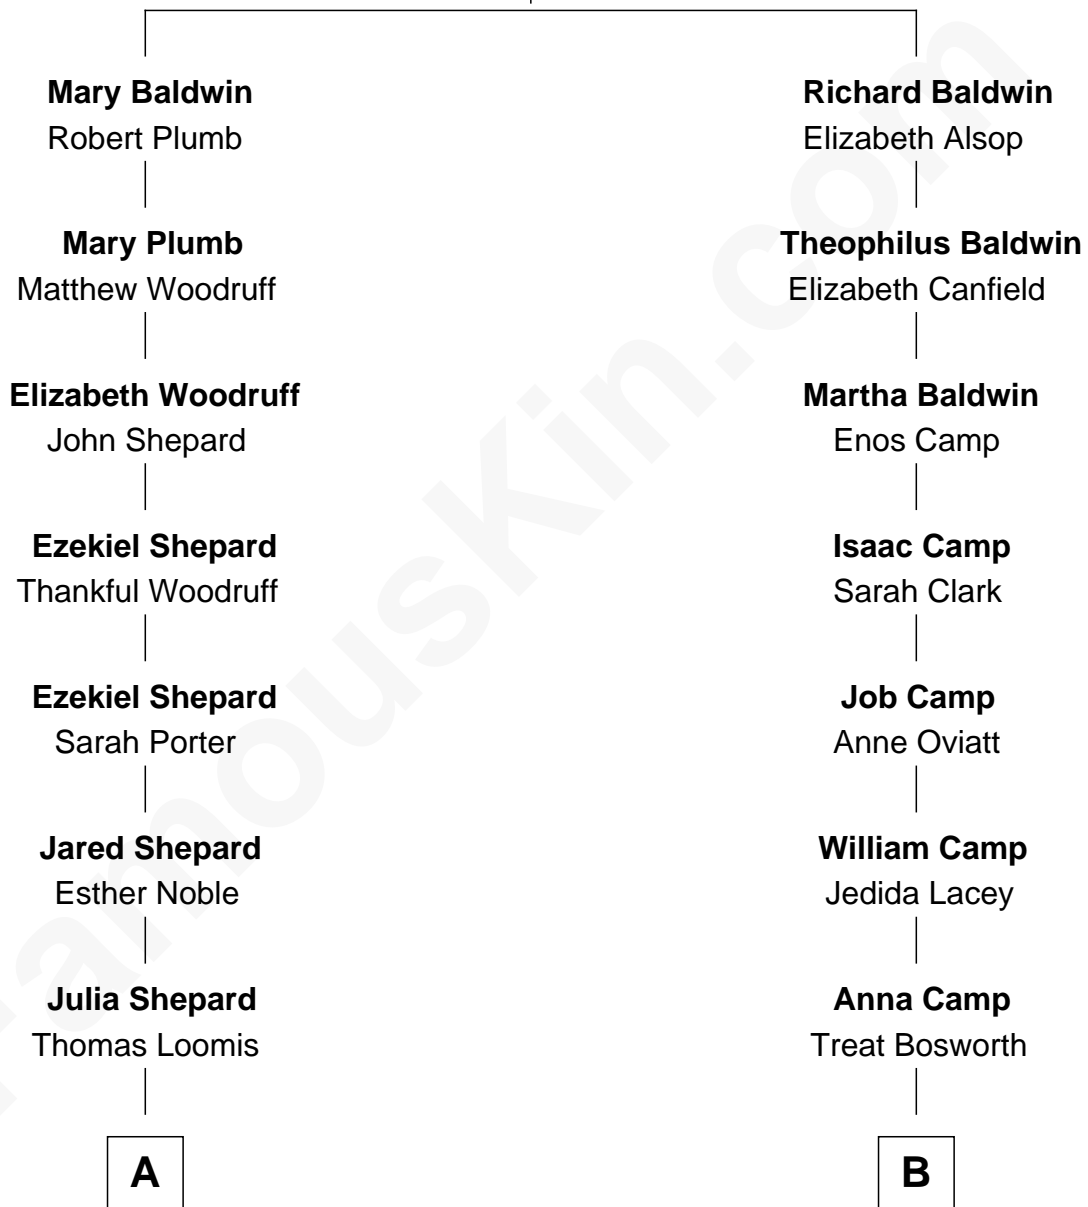 Mary Baldwin
Robert Plumb
Mary Plumb
Matthew Woodruff
Elizabeth Woodruff
John Shepard
Ezekiel Shepard
Thankful Woodruff
Ezekiel Shepard
Sarah Porter
Jared Shepard
Esther Noble
Julia Shepard
Thomas Loomis
A
Richard Baldwin
Elizabeth Alsop
Theophilus Baldwin
Elizabeth Canfield
Martha Baldwin
Enos Camp
Isaac Camp
Sarah Clark
Job Camp
Anne Oviatt
William Camp
Jedida Lacey
Anna Camp
Treat Bosworth
B
FamousKin.com